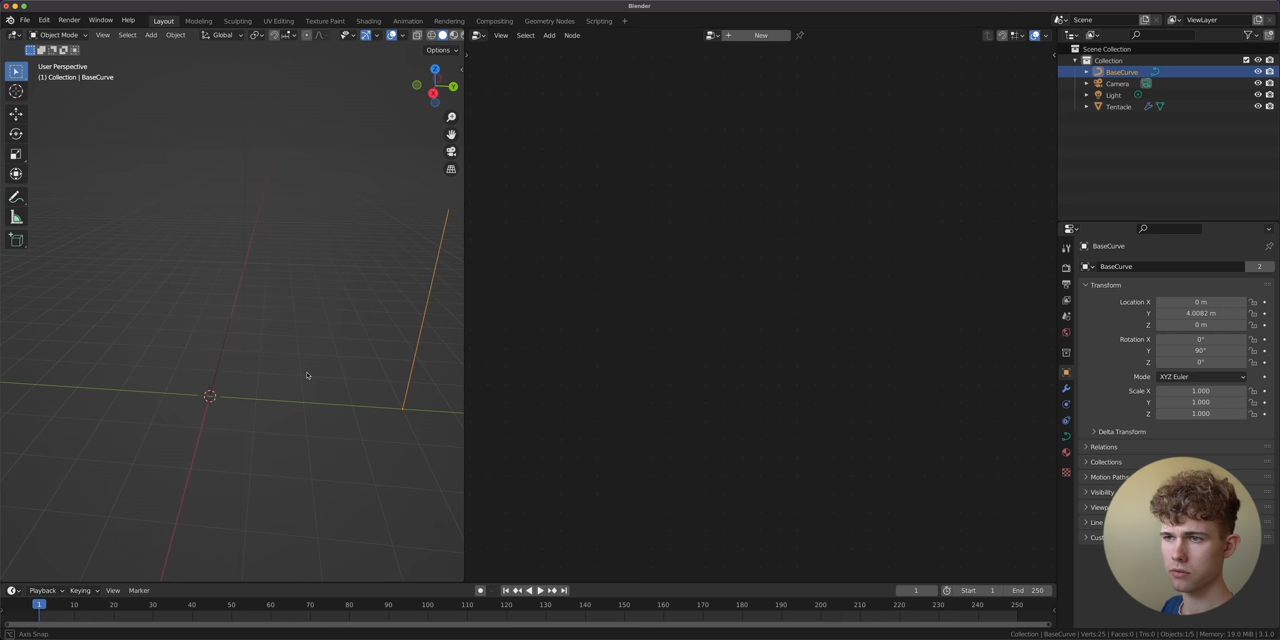 Blender
File Edit Render Window Help Layout Modeling Sculpting UV Editing Texture Paint Shading Animation Rendering Compositing Geometry Nodes Scripting + Scene ViewLayer
Object Mode View Select Add Object Global View Select Add Node New
Options
User Perspective
(1) Collection | BaseCurve
Z
Y
X
Scene Collection
Collection
BaseCurve
Camera
Light
Tentacle
BaseCurve
BaseCurve 2
Transform
Location X 0 m
Y 4.0082 m
Z 0 m
Rotation X 0°
Y 90°
Z 0°
Mode XYZ Euler
Scale X 1.000
Y 1.000
Z 1.000
Delta Transform
Relations
Collections
Motion Paths
Visibility
Viewp
Line
Cust
Playback Keying View Marker 1 Start 1 End 250
1 10 20 30 40 50 60 70 80 90 100 110 120 130 140 150 160 170 180 190 200 210 220 230 240 250
Axis Snap Collection | BaseCurve | Verts:25 | Faces:0 | Tris:0 | Objects:1/5 | Memory: 19.0 MiB | 3.1.0